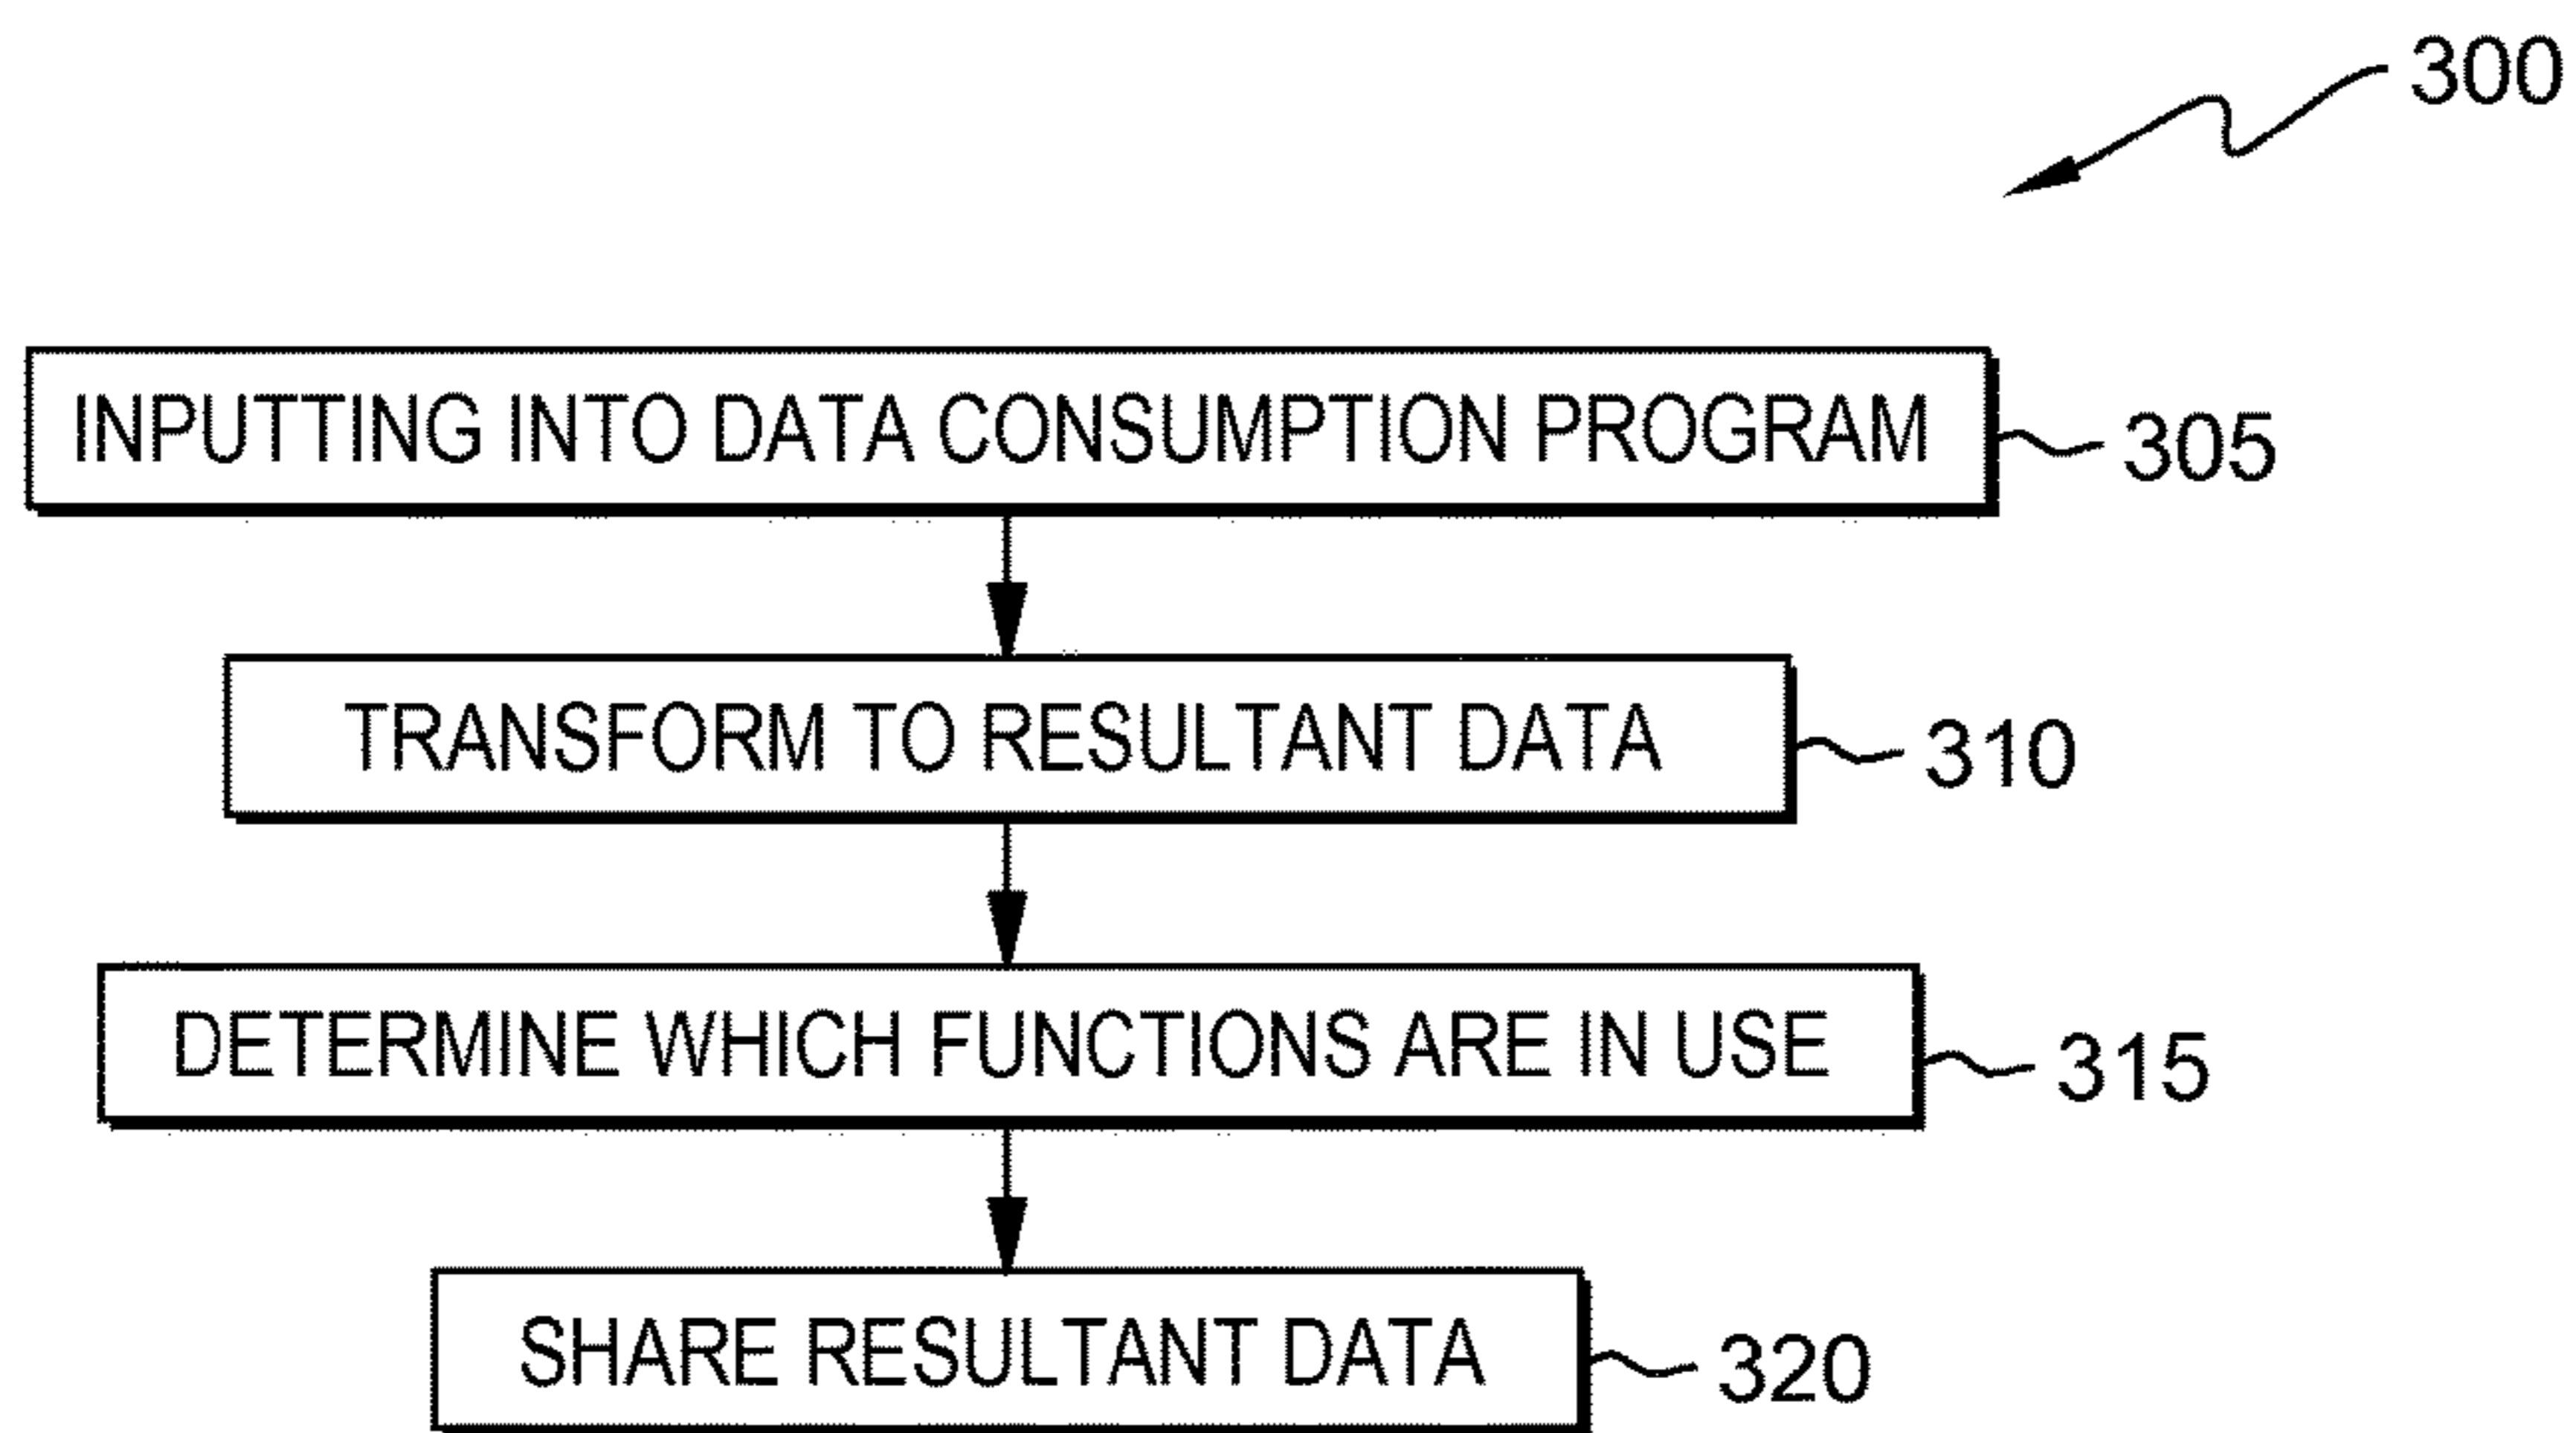 300
INPUTTING INTO DATA CONSUMPTION PROGRAM
305
TRANSFORM TO RESULTANT DATA
310
DETERMINE WHICH FUNCTIONS ARE IN USE
315
SHARE RESULTANT DATA
320